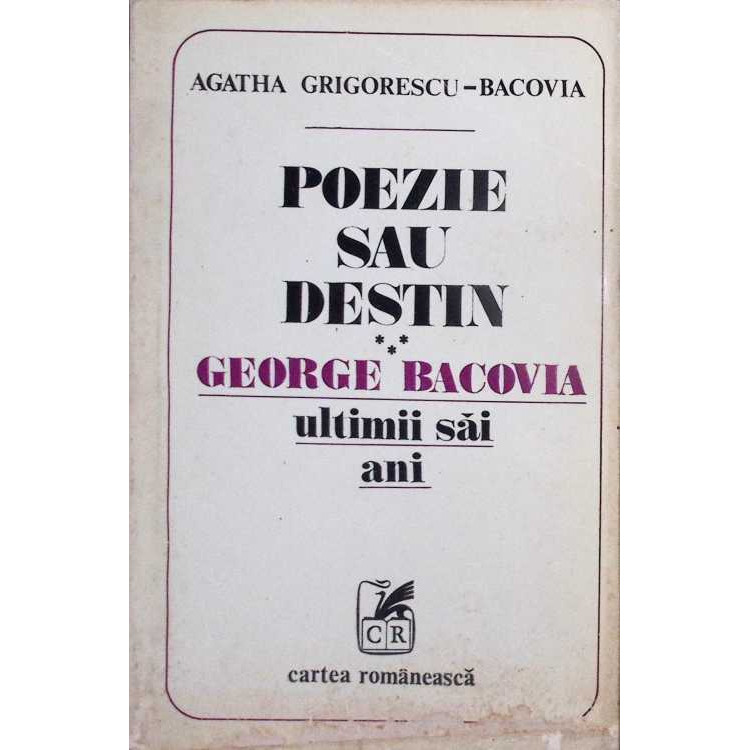 AGATHA GRIGORESCU-BACOVIA
POEZIE
SAU
DESTIN
***
GEORGE BACOVIA
ultimii săi
ani
CR
cartea românească